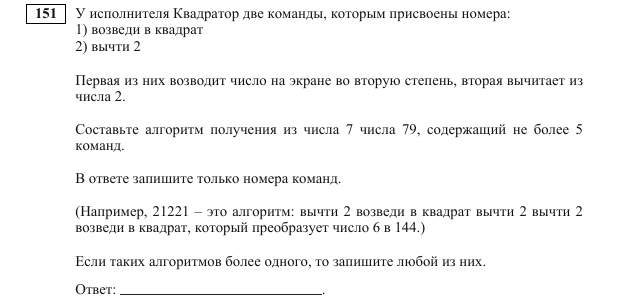 151 У исполнителя Квадратор две команды, которым присвоены номера:
1) возведи в квадрат
2) вычти 2
Первая из них возводит число на экране во вторую степень, вторая вычитает из
числа 2.
Составьте алгоритм получения из числа 7 числа 79, содержащий не более 5
команд.
В ответе запишите только номера команд.
(Например, 21221 – это алгоритм: вычти 2 возведи в квадрат вычти 2 вычти 2
возведи в квадрат, который преобразует число 6 в 144.)
Если таких алгоритмов более одного, то запишите любой из них.
Ответ: ____________________________.